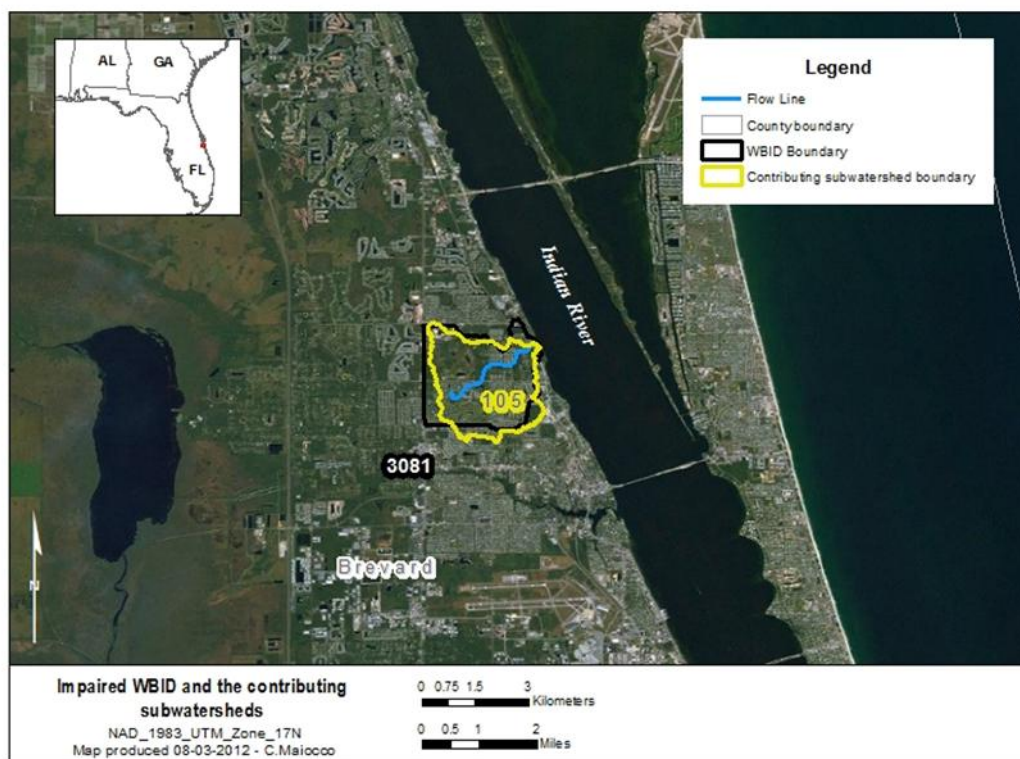 AL
GA
FL
Legend
Flow Line
County boundary
WBID Boundary
Contributing subwatershed boundary
Indian River
105
3081
Brevard
N
Impaired WBID and the contributing
subwatersheds
NAD_1983_UTM_Zone_17N
Map produced 08-03-2012 - C.Maiocco
0 0.75 1.5 3
Kilometers
0 0.5 1 2
Miles